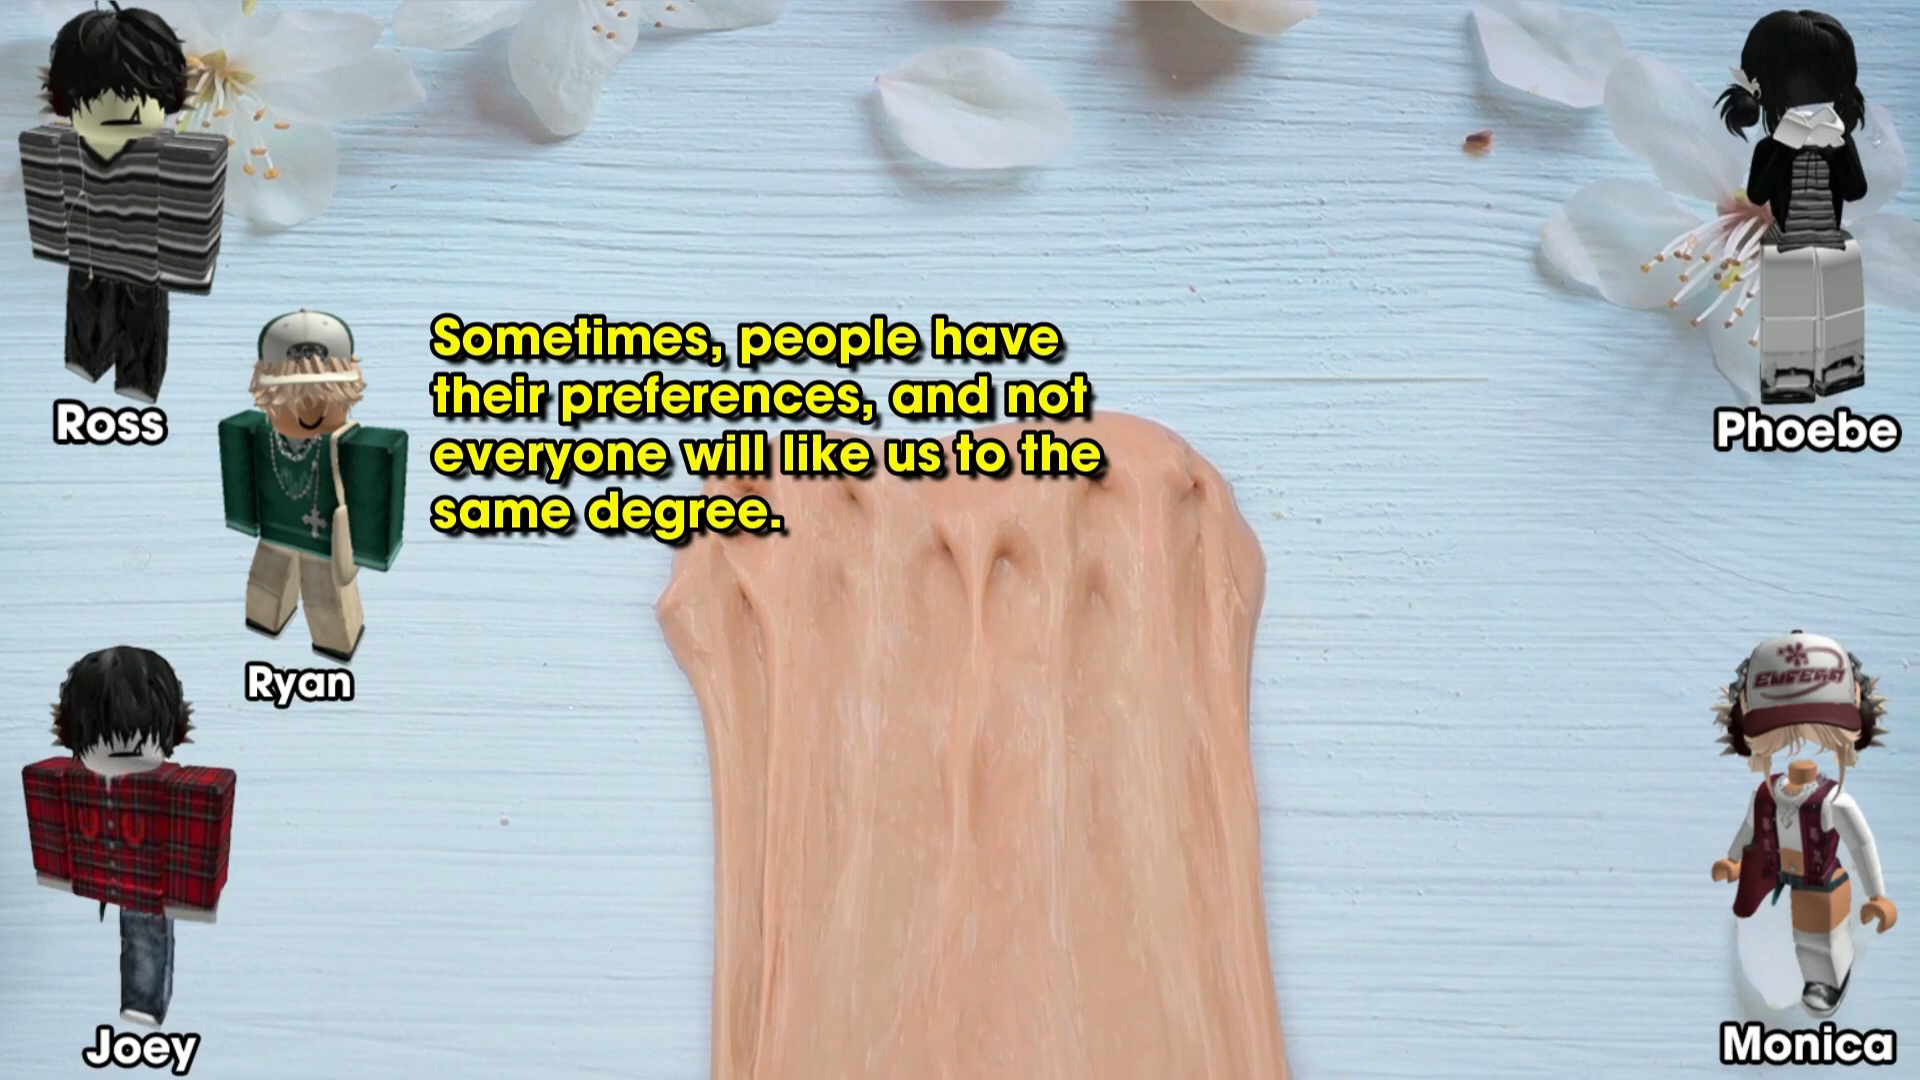 Ross
Phoebe
Sometimes, people have
their preferences, and not
everyone will like us to the
same degree.
Ryan
Joey
Monica